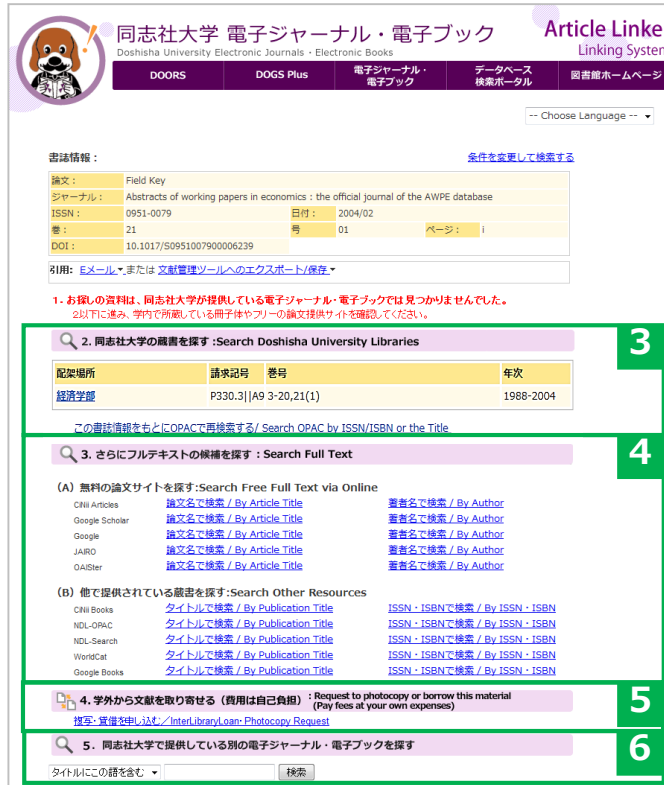 同志社大学 電子ジャーナル・電子ブック
Doshisha University Electronic Journals・Electronic Books
Article Linke
Linking System
DOORS DOGS Plus 電子ジャーナル・電子ブック データベース検索ポータル 図書館ホームページ
-- Choose Language --
書誌情報： 条件を変更して検索する
論文： Field Key
ジャーナル： Abstracts of working papers in economics : the official journal of the AWPE database
ISSN： 0951-0079 日付： 2004/02
巻： 21 号 01 ページ： i
DOI： 10.1017/S0951007900006239
引用: Eメール または 文献管理ツールへのエクスポート/保存
1. お探しの資料は、同志社大学が提供している電子ジャーナル・電子ブックでは見つかりませんでした。
2以下に進み、学内で所蔵している冊子体やフリーの論文提供サイトを確認してください。
2. 同志社大学の蔵書を探す :Search Doshisha University Libraries
3
配架場所 請求記号 巻号 年次
経済学部 P330.3||A9 3-20,21(1) 1988-2004
この書誌情報をもとにOPACで再検索する/ Search OPAC by ISSN/ISBN or the Title
3. さらにフルテキストの候補を探す : Search Full Text
4
(A) 無料の論文サイトを探す:Search Free Full Text via Online
CiNii Articles 論文名で検索 / By Article Title 著者名で検索 / By Author
Google Scholar 論文名で検索 / By Article Title 著者名で検索 / By Author
Google 論文名で検索 / By Article Title 著者名で検索 / By Author
JAIRO 論文名で検索 / By Article Title 著者名で検索 / By Author
OAISter 論文名で検索 / By Article Title 著者名で検索 / By Author
(B) 他で提供されている蔵書を探す:Search Other Resources
CiNii Books タイトルで検索 / By Publication Title ISSN・ISBNで検索 / By ISSN・ISBN
NDL-OPAC タイトルで検索 / By Publication Title ISSN・ISBNで検索 / By ISSN・ISBN
NDL-Search タイトルで検索 / By Publication Title ISSN・ISBNで検索 / By ISSN・ISBN
WorldCat タイトルで検索 / By Publication Title ISSN・ISBNで検索 / By ISSN・ISBN
Google Books タイトルで検索 / By Publication Title ISSN・ISBNで検索 / By ISSN・ISBN
4. 学外から文献を取り寄せる（費用は自己負担）: Request to photocopy or borrow this material
(Pay fees at your own expenses)
5
複写・貸借を申し込む／InterLibraryLoan・Photocopy Request
5. 同志社大学で提供している別の電子ジャーナル・電子ブックを探す
6
タイトルにこの語を含む 検索